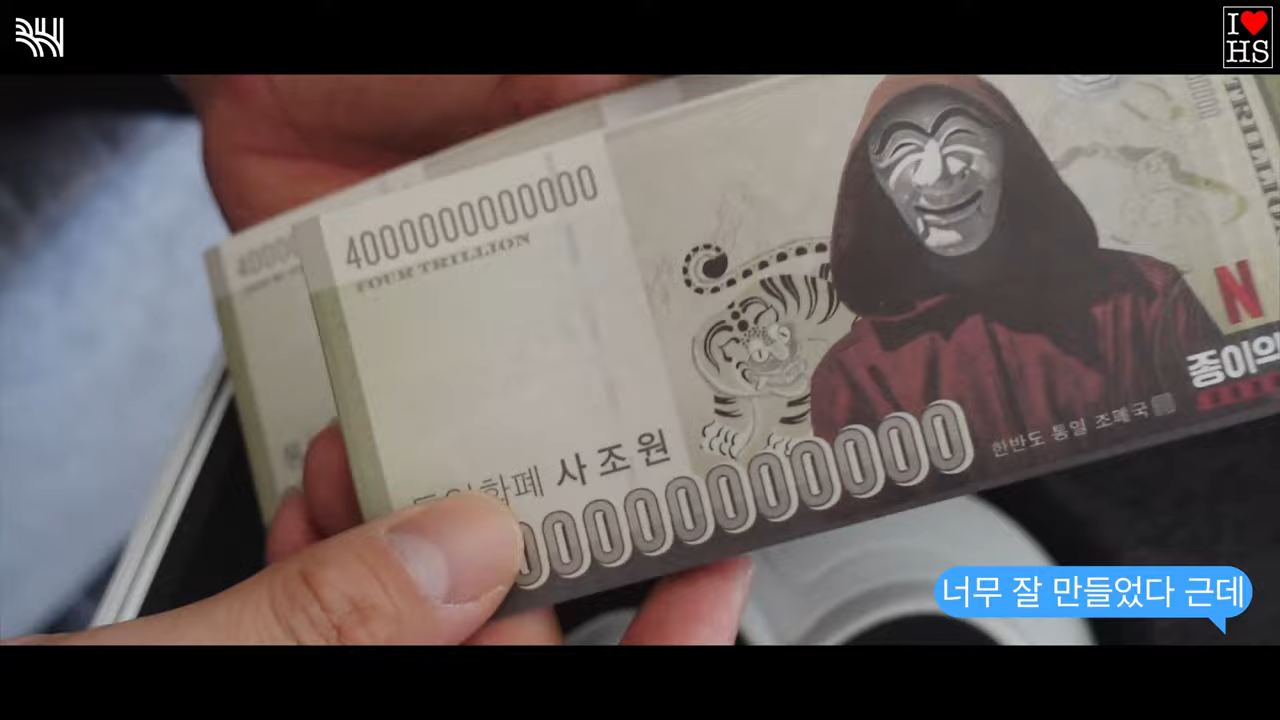 I♥
HS
4000000000000
FOUR TRILLION
TRILLION
N
종이의
통일화폐 사조원
000000000000
한반도 통일 조폐국
너무 잘 만들었다 근데